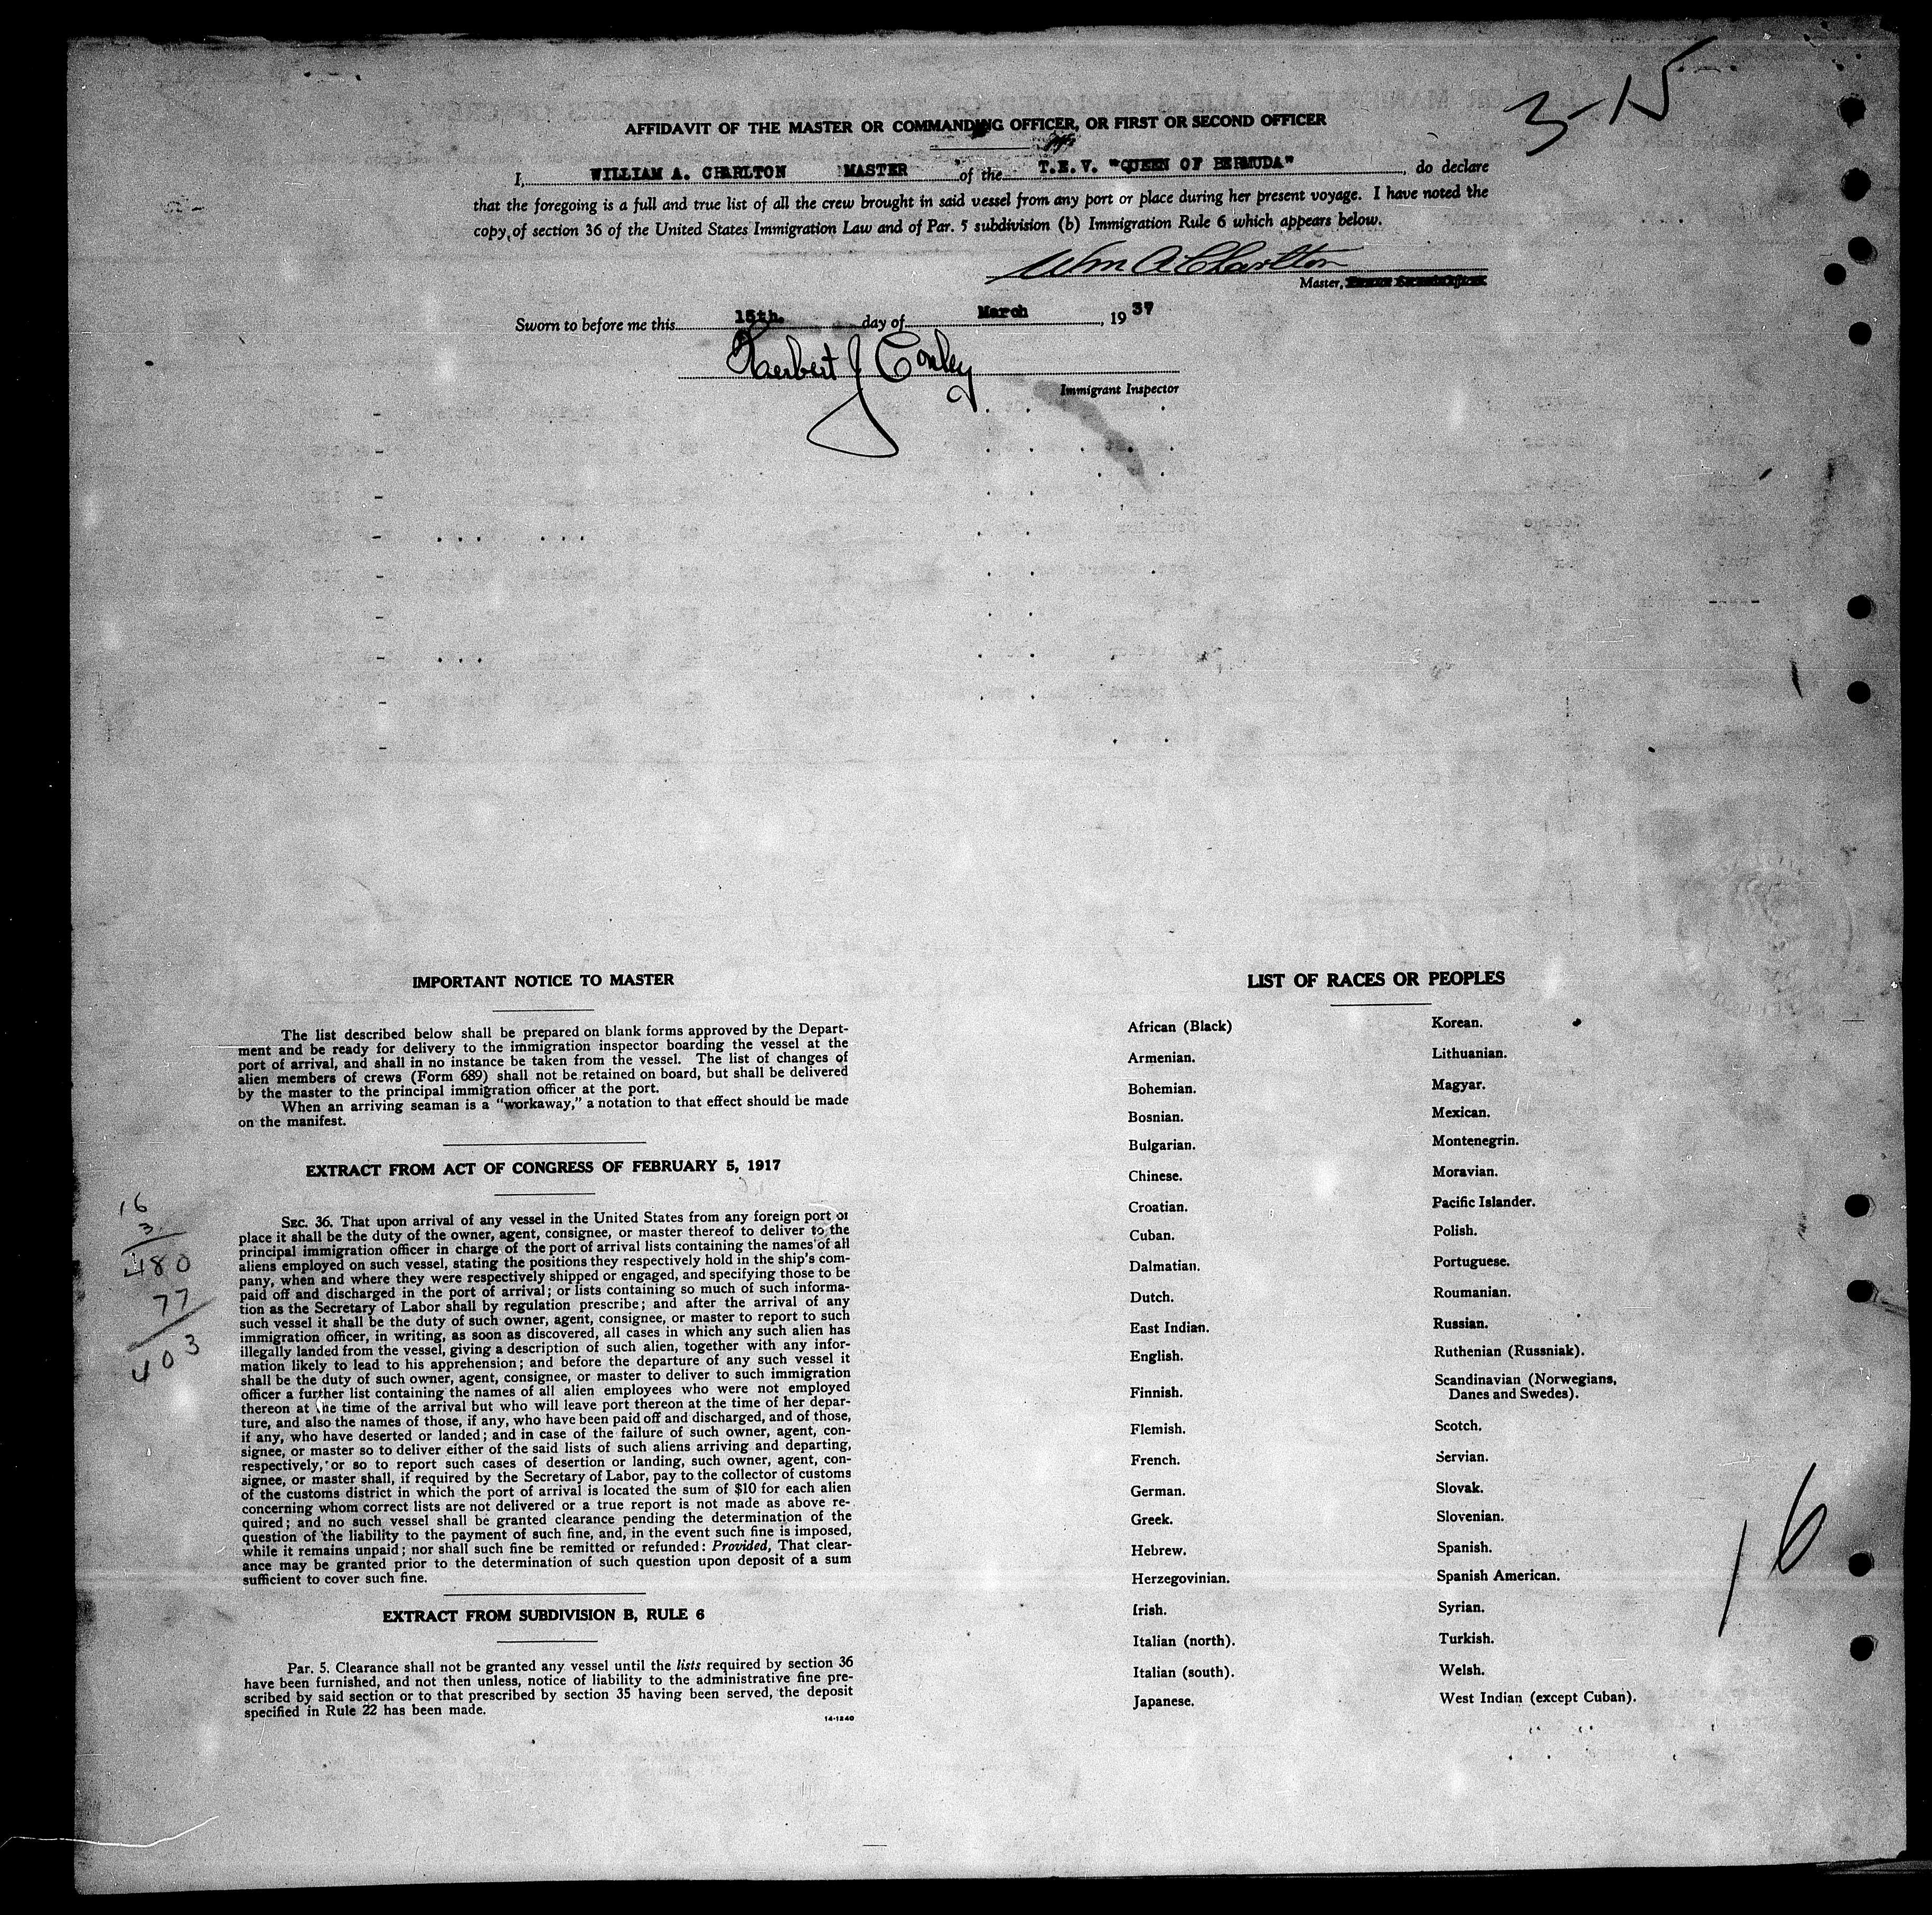 3-15
AFFIDAVIT OF THE MASTER OR COMMANDING OFFICER, OR FIRST OR SECOND OFFICER
I, WILLIAM A. CHARLTON MASTER of the T.E.V. "QUEEN OF BERMUDA", do declare
that the foregoing is a full and true list of all the crew brought in said vessel from any port or place during her present voyage. I have noted the
copy of section 36 of the United States Immigration Law and of Par. 5 subdivision (b) Immigration Rule 6 which appears below.
Wm A Charlton
Master,
Sworn to before me this 15th. day of March, 1937
Herbert J Conley
Immigrant Inspector
IMPORTANT NOTICE TO MASTER
The list described below shall be prepared on blank forms approved by the Depart-
ment and be ready for delivery to the immigration inspector boarding the vessel at the
port of arrival, and shall in no instance be taken from the vessel. The list of changes of
alien members of crews (Form 689) shall not be retained on board, but shall be delivered
by the master to the principal immigration officer at the port.
When an arriving seaman is a "workaway," a notation to that effect should be made
on the manifest.
EXTRACT FROM ACT OF CONGRESS OF FEBRUARY 5, 1917
SEC. 36. That upon arrival of any vessel in the United States from any foreign port or
place it shall be the duty of the owner, agent, consignee, or master thereof to deliver to the
principal immigration officer in charge of the port of arrival lists containing the names of all
aliens employed on such vessel, stating the positions they respectively hold in the ship's com-
pany, when and where they were respectively shipped or engaged, and specifying those to be
paid off and discharged in the port of arrival; or lists containing so much of such informa-
tion as the Secretary of Labor shall by regulation prescribe; and after the arrival of any
such vessel it shall be the duty of such owner, agent, consignee, or master to report to such
immigration officer, in writing, as soon as discovered, all cases in which any such alien has
illegally landed from the vessel, giving a description of such alien, together with any infor-
mation likely to lead to his apprehension; and before the departure of any such vessel it
shall be the duty of such owner, agent, consignee, or master to deliver to such immigration
officer a further list containing the names of all alien employees who were not employed
thereon at the time of the arrival but who will leave port thereon at the time of her depar-
ture, and also the names of those, if any, who have been paid off and discharged, and of those,
if any, who have deserted or landed; and in case of the failure of such owner, agent, con-
signee, or master so to deliver either of the said lists of such aliens arriving and departing,
respectively, or so to report such cases of desertion or landing, such owner, agent, con-
signee, or master shall, if required by the Secretary of Labor, pay to the collector of customs
of the customs district in which the port of arrival is located the sum of $10 for each alien
concerning whom correct lists are not delivered or a true report is not made as above re-
quired; and no such vessel shall be granted clearance pending the determination of the
question of the liability to the payment of such fine, and, in the event such fine is imposed,
while it remains unpaid; nor shall such fine be remitted or refunded: Provided, That clear-
ance may be granted prior to the determination of such question upon deposit of a sum
sufficient to cover such fine.
EXTRACT FROM SUBDIVISION B, RULE 6
Par. 5. Clearance shall not be granted any vessel until the lists required by section 36
have been furnished, and not then unless, notice of liability to the administrative fine pre-
scribed by said section or to that prescribed by section 35 having been served, the deposit
specified in Rule 22 has been made.
14-1240
16
3
480
77
403
LIST OF RACES OR PEOPLES
African (Black)
Armenian.
Bohemian.
Bosnian.
Bulgarian.
Chinese.
Croatian.
Cuban.
Dalmatian.
Dutch.
East Indian.
English.
Finnish.
Flemish.
French.
German.
Greek.
Hebrew.
Herzegovinian.
Irish.
Italian (north).
Italian (south).
Japanese.
Korean.
Lithuanian.
Magyar.
Mexican.
Montenegrin.
Moravian.
Pacific Islander.
Polish.
Portuguese.
Roumanian.
Russian.
Ruthenian (Russniak).
Scandinavian (Norwegians,
Danes and Swedes).
Scotch.
Servian.
Slovak.
Slovenian.
Spanish.
Spanish American.
Syrian.
Turkish.
Welsh.
West Indian (except Cuban).
16